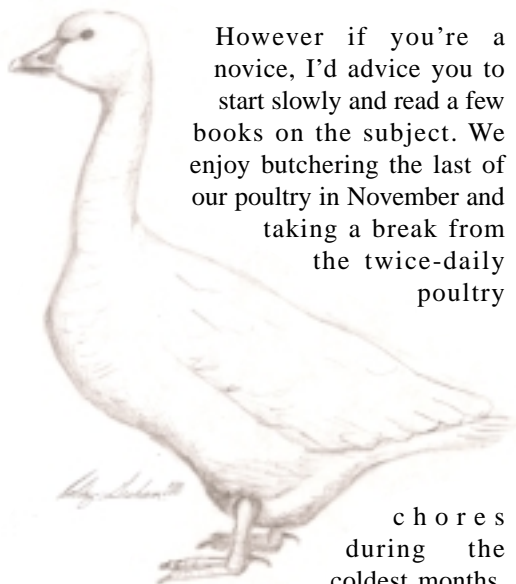 However if you're a
novice, I'd advice you to
start slowly and read a few
books on the subject. We
enjoy butchering the last of
our poultry in November and
taking a break from
the twice-daily
poultry
chores
during the
coldest months.